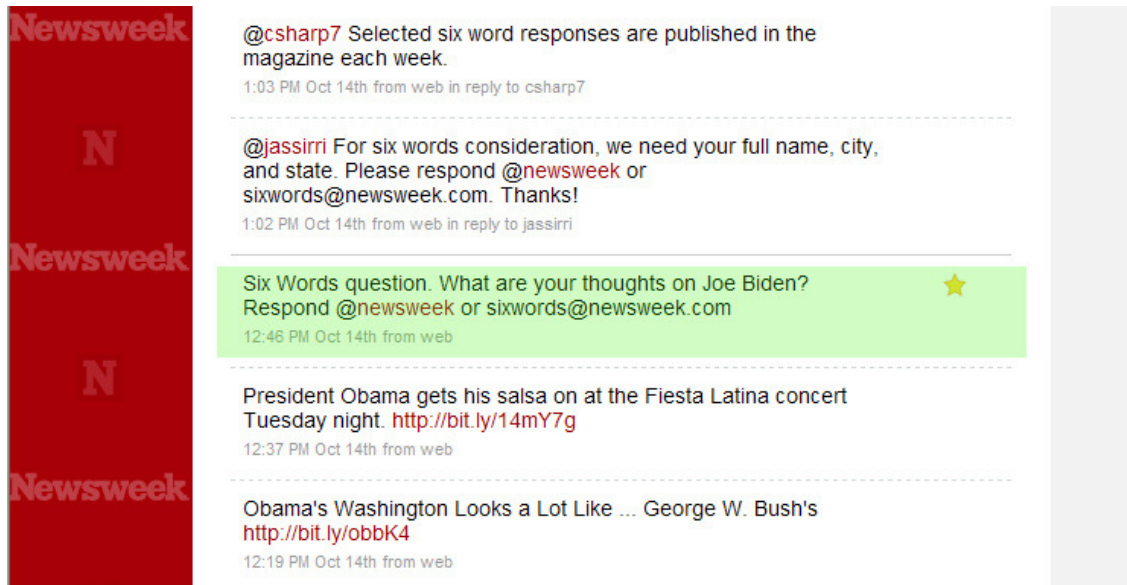 Newsweek
@csharp7 Selected six word responses are published in the
magazine each week.
1:03 PM Oct 14th from web in reply to csharp7
N
@jassirri For six words consideration, we need your full name, city,
and state. Please respond @newsweek or
sixwords@newsweek.com. Thanks!
1:02 PM Oct 14th from web in reply to jassirri
Newsweek
Six Words question. What are your thoughts on Joe Biden?
Respond @newsweek or sixwords@newsweek.com
12:46 PM Oct 14th from web
N
President Obama gets his salsa on at the Fiesta Latina concert
Tuesday night. http://bit.ly/14mY7g
12:37 PM Oct 14th from web
Newsweek
Obama's Washington Looks a Lot Like ... George W. Bush's
http://bit.ly/obbK4
12:19 PM Oct 14th from web